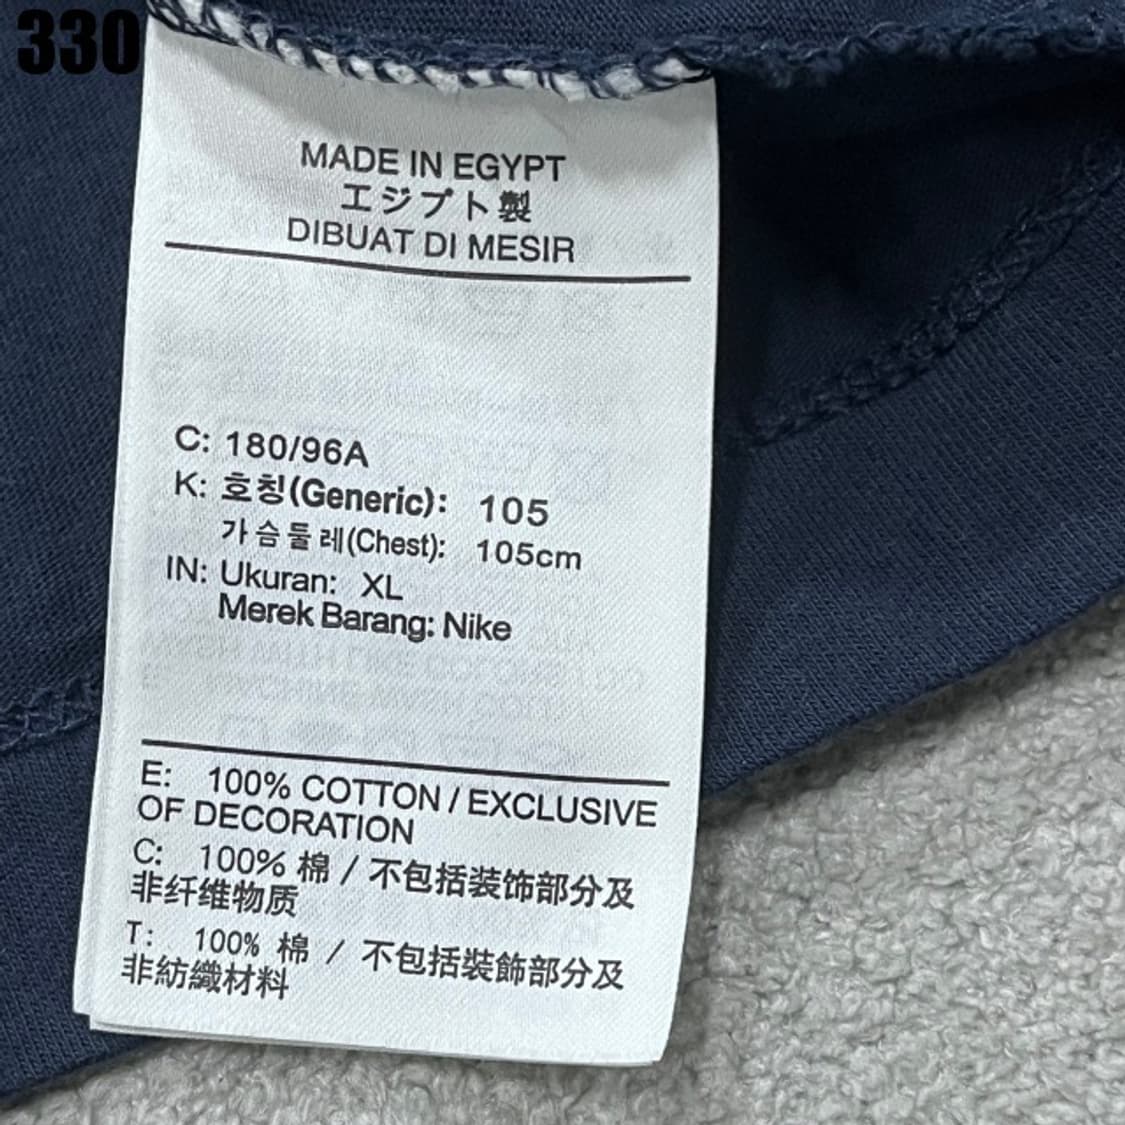 330
MADE IN EGYPT
エジプト製
DIBUAT DI MESIR
C: 180/96A
K: 호칭(Generic): 105
가슴둘레(Chest): 105cm
IN: Ukuran: XL
Merek Barang: Nike
E: 100% COTTON / EXCLUSIVE
OF DECORATION
C: 100% 棉 / 不包括装饰部分及
非纤维物质
T: 100% 棉 / 不包括裝飾部分及
非紡織材料